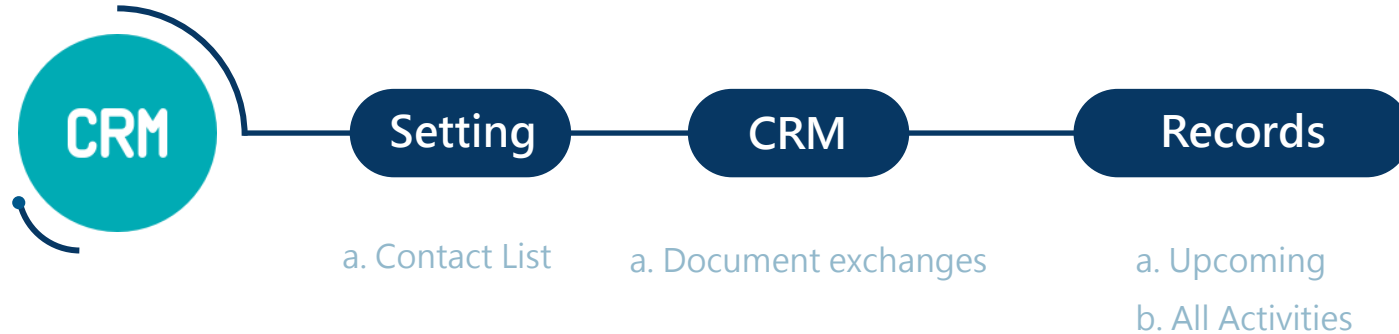 CRM
Setting
CRM
Records
a. Contact List
a. Document exchanges
a. Upcoming
b. All Activities